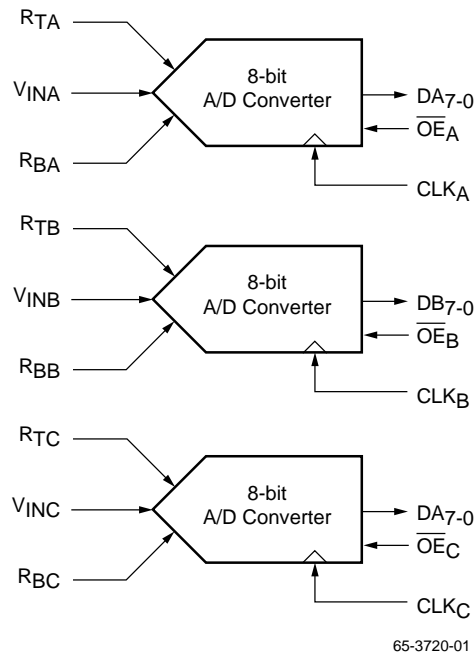 RTA
8-bit
A/D Converter
VINA
DA7-0
OEA
RBA
CLKA
RTB
8-bit
A/D Converter
VINB
DB7-0
OEB
RBB
CLKB
RTC
8-bit
A/D Converter
VINC
DA7-0
OEC
RBC
CLKC
65-3720-01